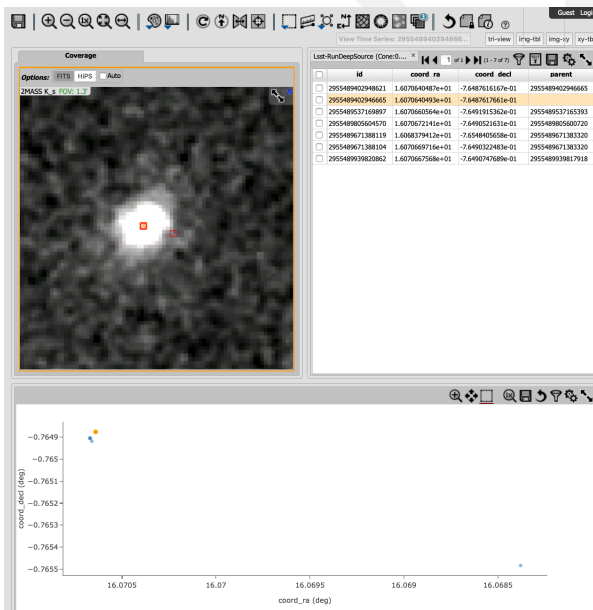 Guest Logi
View Time Series: 29554894029466б...
tri-view img-tbl img-xy xy-tb
Coverage
Options: FITS HiPS Auto
2MASS K_s FOV: 1.3'
Lsst-RunDeepSource (Cone:0.... × 1 of 1 (1 - 7 of 7)
id coord_ra coord_decl parent
2955489402948621 1.6070640487e+01 -7.6487616167e-01 2955489402946665
2955489402946665 1.6070640493e+01 -7.6487617661e-01
2955489537169897 1.6070660564e+01 -7.6491915362e-01 2955489537165393
2955489805604570 1.6070672141e+01 -7.6490521631e-01 2955489805600720
2955489671388119 1.6068379412e+01 -7.6548405658e-01 2955489671383320
2955489671388104 1.6070669716e+01 -7.6490322483e-01 2955489671383320
2955489939820862 1.6070667568e+01 -7.6490747689e-01 2955489939817918
−0.7649
−0.765
−0.7651
−0.7652
−0.7653
−0.7654
−0.7655
coord_decl (deg)
16.0705 16.07 16.0695 16.069 16.0685
coord_ra (deg)